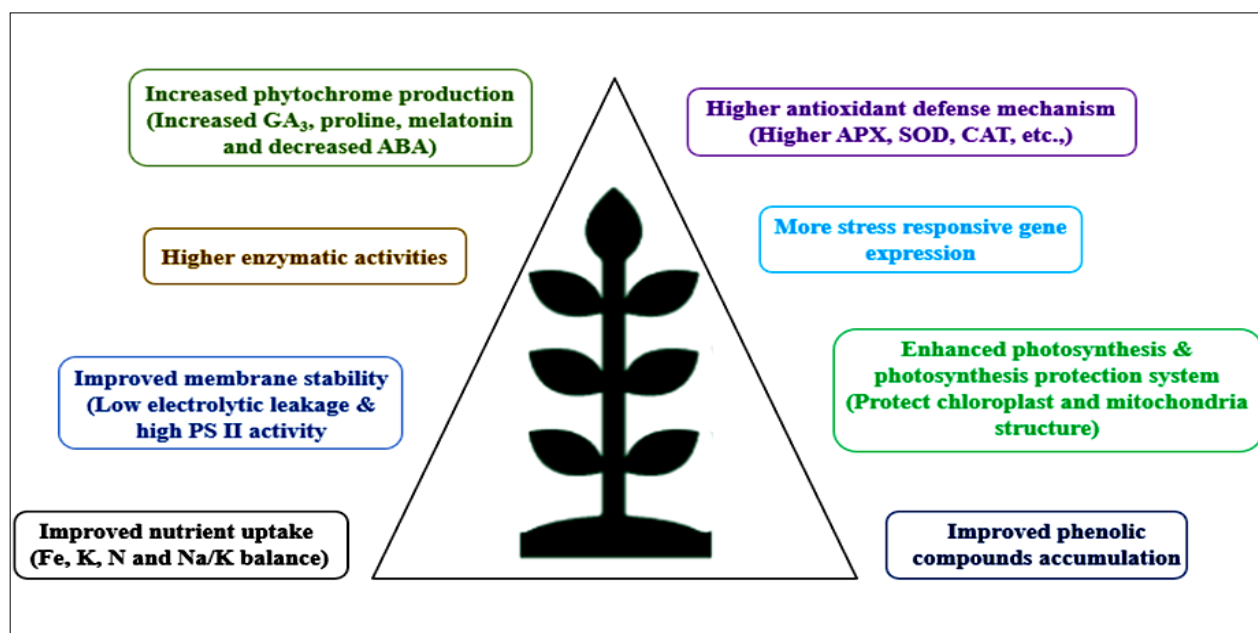 Increased phytochrome production
(Increased GA₃, proline, melatonin
and decreased ABA)
Higher antioxidant defense mechanism
(Higher APX, SOD, CAT, etc.,)
Higher enzymatic activities
More stress responsive gene
expression
Improved membrane stability
(Low electrolytic leakage &
high PS II activity
Enhanced photosynthesis &
photosynthesis protection system
(Protect chloroplast and mitochondria
structure)
Improved nutrient uptake
(Fe, K, N and Na/K balance)
Improved phenolic
compounds accumulation